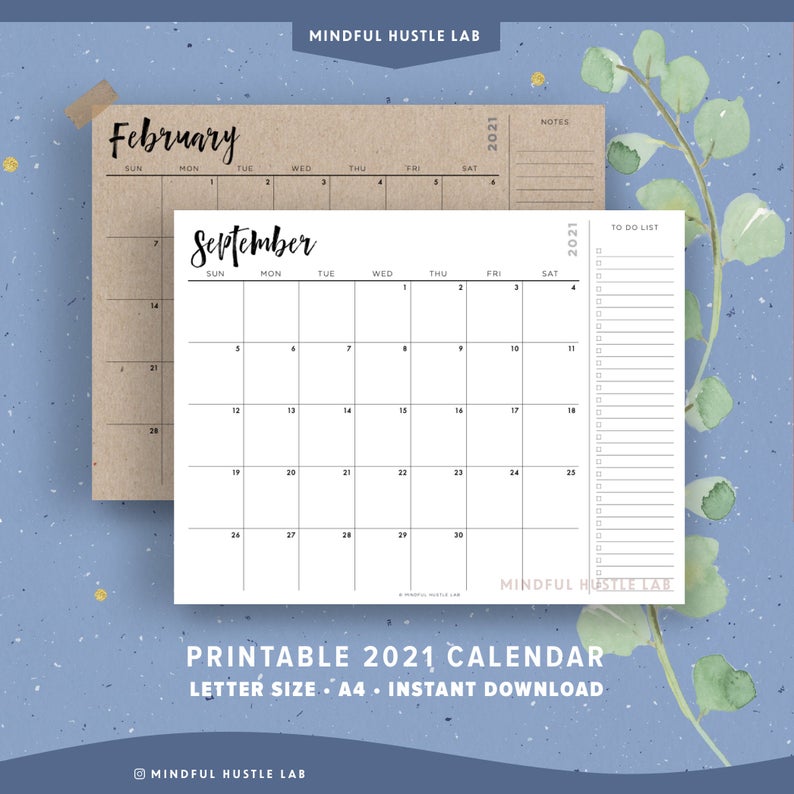 MINDFUL HUSTLE LAB
February
2021
NOTES
SUN MON TUE WED THU FRI SAT
1 2 3 4 5 6
7
14
21
28
September
2021
TO DO LIST
SUN MON TUE WED THU FRI SAT
1 2 3 4
5 6 7 8 9 10 11
12 13 14 15 16 17 18
19 20 21 22 23 24 25
26 27 28 29 30
MINDFUL HUSTLE LAB
© MINDFUL HUSTLE LAB
PRINTABLE 2021 CALENDAR
LETTER SIZE • A4 • INSTANT DOWNLOAD
MINDFUL HUSTLE LAB